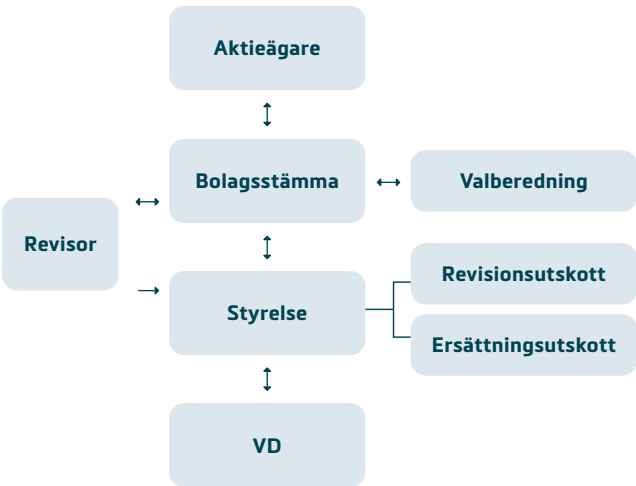 Aktieägare
Bolagsstämma
Valberedning
Revisor
Revisionsutskott
Styrelse
Ersättningsutskott
VD